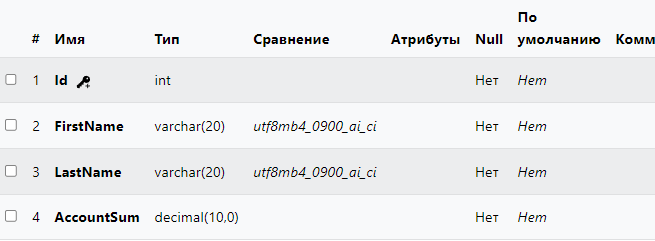 # Имя Тип Сравнение Атрибуты Null По умолчанию Комм
1 Id int Нет Нет
2 FirstName varchar(20) utf8mb4_0900_ai_ci Нет Нет
3 LastName varchar(20) utf8mb4_0900_ai_ci Нет Нет
4 AccountSum decimal(10,0) Нет Нет